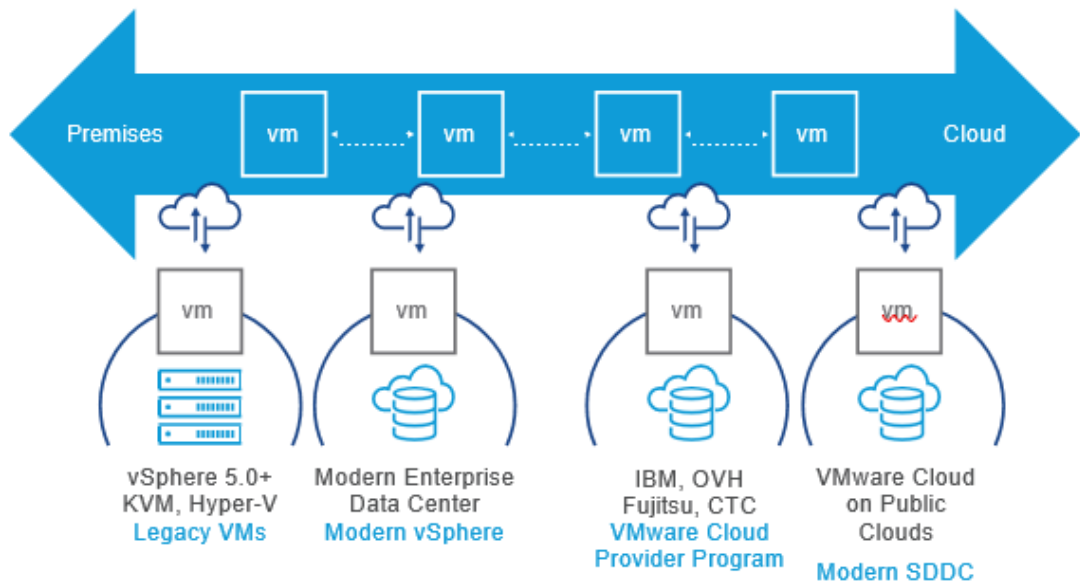 Premises
vm
vm
vm
vm
Cloud
vm
vm
vm
vm
vSphere 5.0+
KVM, Hyper-V
Legacy VMs
Modern Enterprise
Data Center
Modern vSphere
IBM, OVH
Fujitsu, CTC
VMware Cloud
Provider Program
VMware Cloud
on Public
Clouds
Modern SDDC